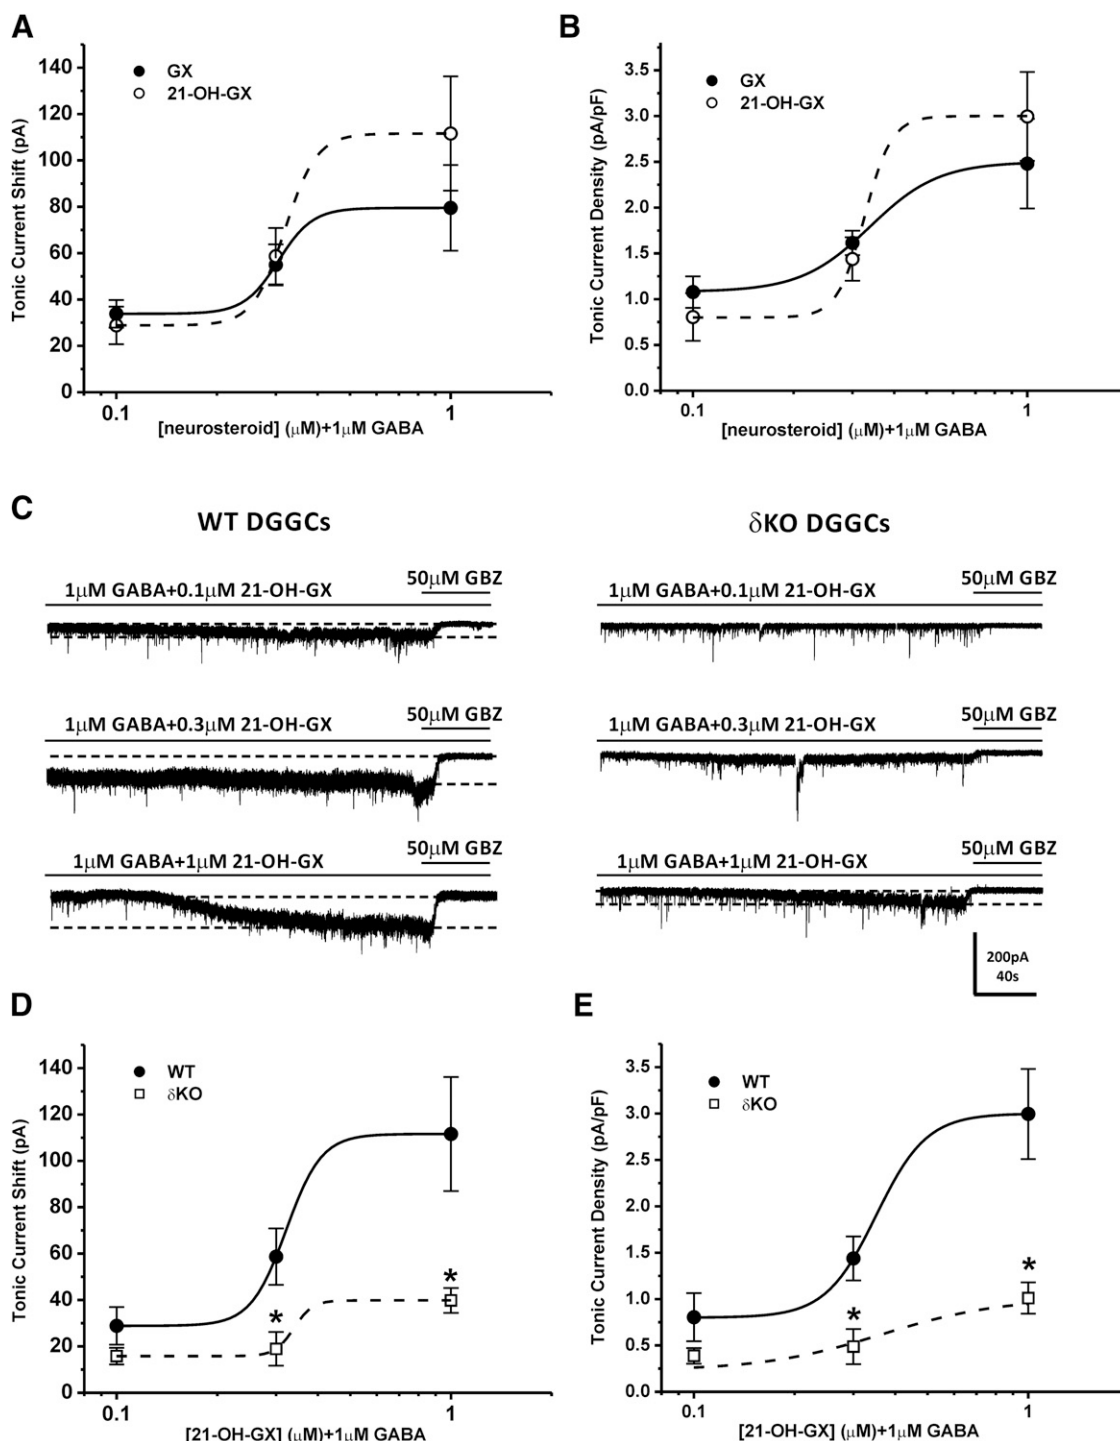 A
Tonic Current Shift (pA)
140
120
100
80
60
40
20
0
GX
21-OH-GX
0.1
1
[neurosteroid] (μM)+1μM GABA
B
Tonic Current Density (pA/pF)
3.5
3.0
2.5
2.0
1.5
1.0
0.5
0.0
GX
21-OH-GX
0.1
1
[neurosteroid] (μM)+1μM GABA
C
WT DGGCs
1μM GABA+0.1μM 21-OH-GX
50μM GBZ
1μM GABA+0.3μM 21-OH-GX
50μM GBZ
1μM GABA+1μM 21-OH-GX
50μM GBZ
δKO DGGCs
1μM GABA+0.1μM 21-OH-GX
50μM GBZ
1μM GABA+0.3μM 21-OH-GX
50μM GBZ
1μM GABA+1μM 21-OH-GX
50μM GBZ
200pA
40s
D
Tonic Current Shift (pA)
140
120
100
80
60
40
20
0
WT
δKO
*
*
0.1
1
[21-OH-GX] (μM)+1μM GABA
E
Tonic Current Density (pA/pF)
3.5
3.0
2.5
2.0
1.5
1.0
0.5
0.0
WT
δKO
*
*
0.1
1
[21-OH-GX] (μM)+1μM GABA